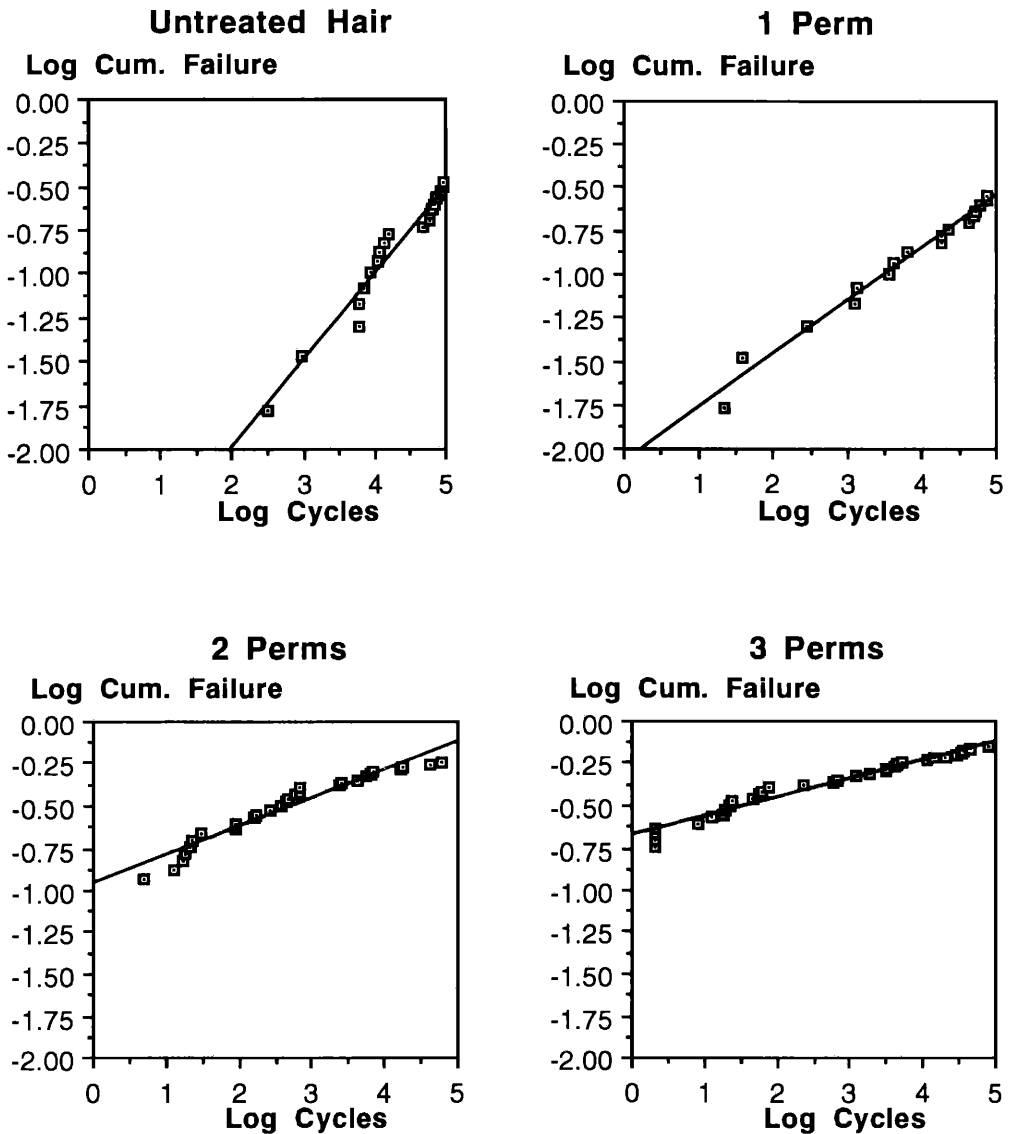 Untreated Hair
Log Cum. Failure
0.00
-0.25
-0.50
-0.75
-1.00
-1.25
-1.50
-1.75
-2.00
0 1 2 3 4 5
Log Cycles
1 Perm
Log Cum. Failure
0.00
-0.25
-0.50
-0.75
-1.00
-1.25
-1.50
-1.75
-2.00
0 1 2 3 4 5
Log Cycles
2 Perms
Log Cum. Failure
0.00
-0.25
-0.50
-0.75
-1.00
-1.25
-1.50
-1.75
-2.00
0 1 2 3 4 5
Log Cycles
3 Perms
Log Cum. Failure
0.00
-0.25
-0.50
-0.75
-1.00
-1.25
-1.50
-1.75
-2.00
0 1 2 3 4 5
Log Cycles